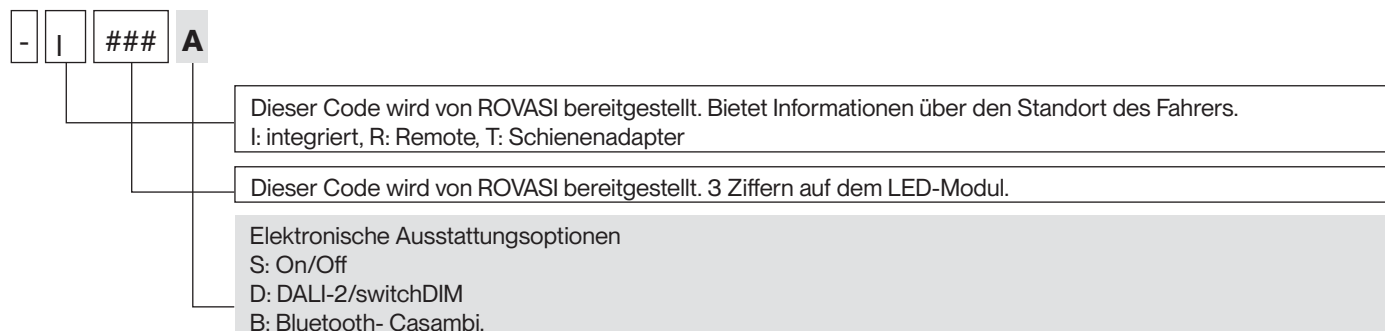 - I ### A
Dieser Code wird von ROVASI bereitgestellt. Bietet Informationen über den Standort des Fahrers.
I: integriert, R: Remote, T: Schienenadapter
Dieser Code wird von ROVASI bereitgestellt. 3 Ziffern auf dem LED-Modul.
Elektronische Ausstattungsoptionen
S: On/Off
D: DALI-2/switchDIM
B: Bluetooth- Casambi.